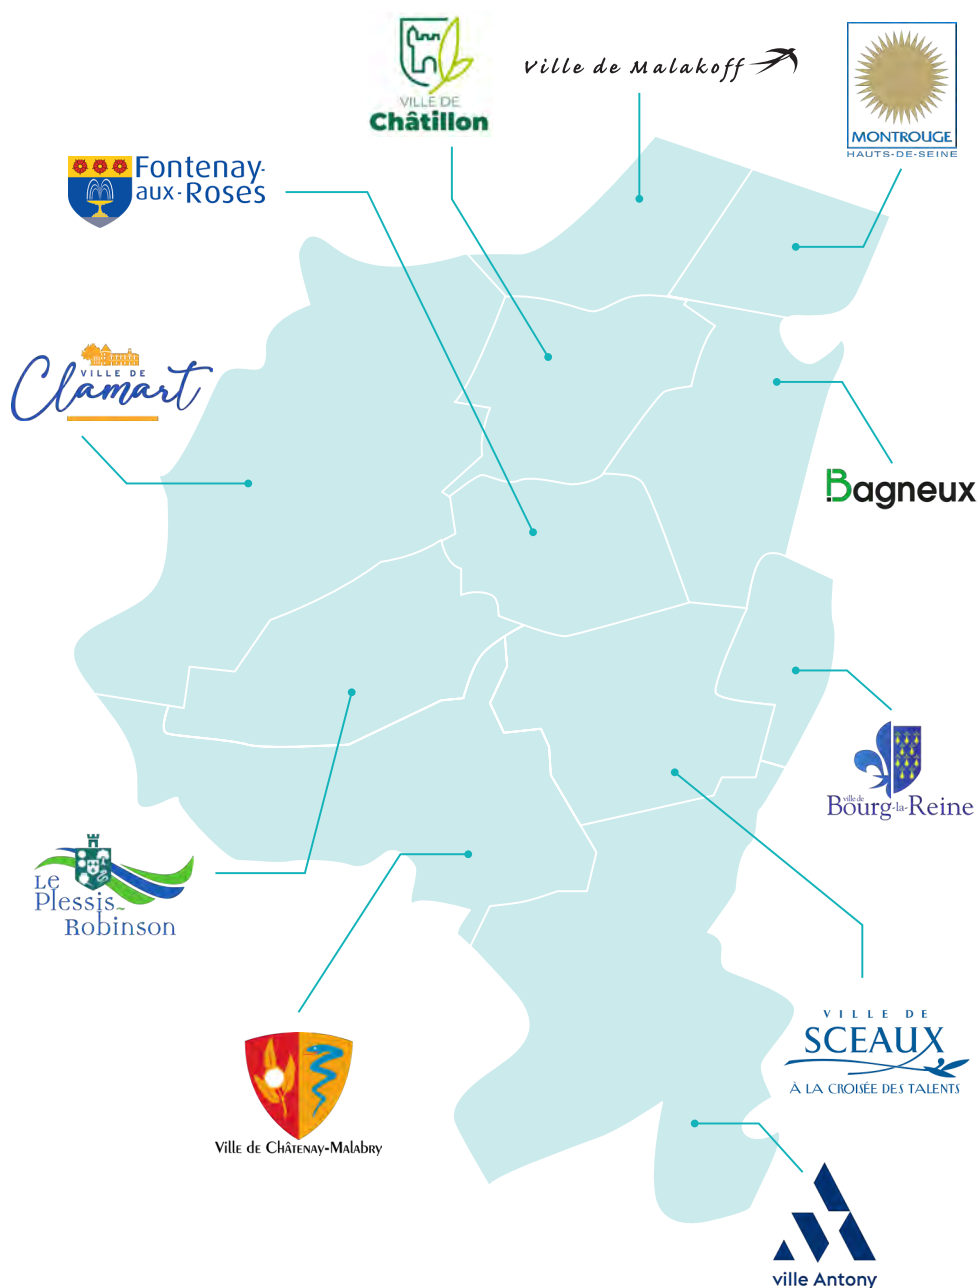 VILLE DE
Châtillon
Ville de Malakoff
MONTROUGE
HAUTS-DE-SEINE
Fontenay-
aux-Roses
VILLE DE
Clamart
Bagneux
ville de
Bourg-la-Reine
Le
Plessis-
Robinson
VILLE DE
SCEAUX
À LA CROISÉE DES TALENTS
Ville de Châtenay-Malabry
ville Antony